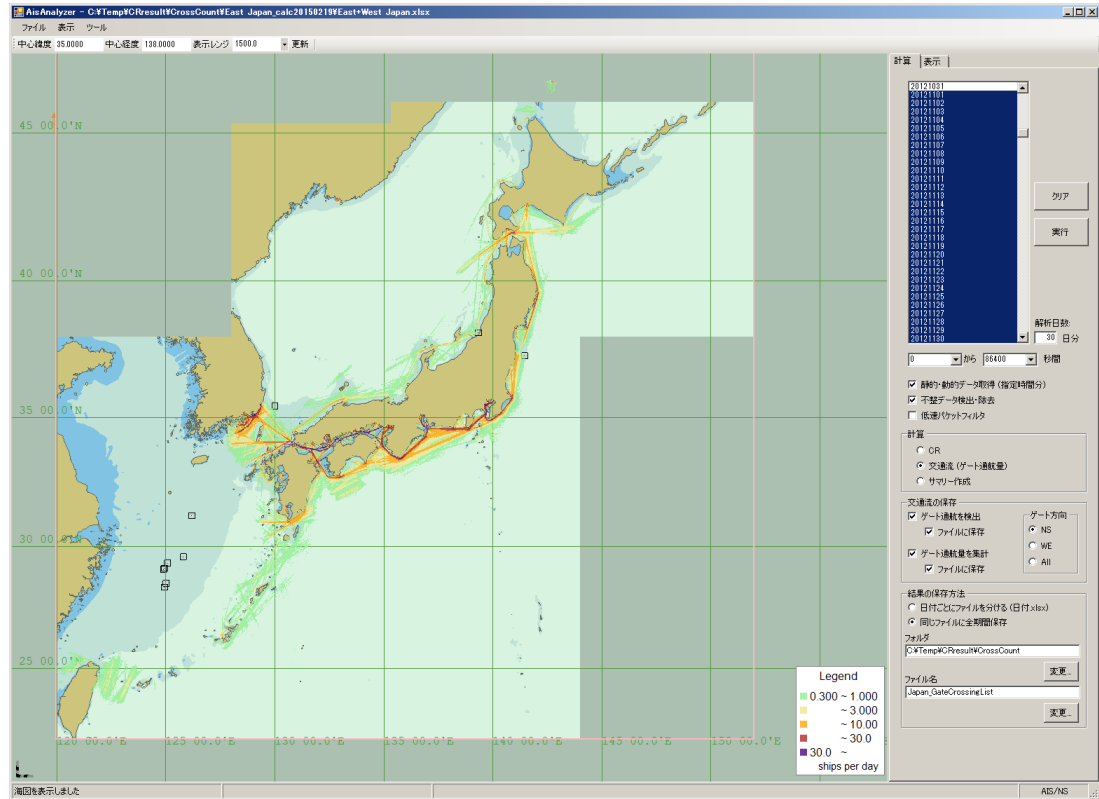 AisAnalyzer - C:¥Temp¥CRresult¥CrossCount¥East Japan_calc20150219¥East+West Japan.xlsx
ファイル 表示 ツール
中心緯度 35.0000 中心経度 138.0000 表示レンジ 1500.0 更新
計算 表示
20121031
20121101
20121102
20121103
20121104
20121105
20121106
20121107
20121108
20121109
20121110
20121111
20121112
20121113
20121114
20121115
20121116
20121117
20121118
20121119
20121120
20121121
20121122
20121123
20121124
20121125
20121126
20121127
20121128
20121129
20121130
クリア
実行
解析日数:
30 日分
0 から 86400 秒間
静的・動的データ取得 (指定時間分)
不整データ検出・除去
低速パケットフィルタ
計算
CR
交通流 (ゲート通航量)
サマリー作成
交通流の保存
ゲート通航を検出
ファイルに保存
ゲート通航量を集計
ファイルに保存
ゲート方向
NS
WE
All
結果の保存方法
日付ごとにファイルを分ける (日付.xlsx)
同じファイルに全期間保存
フォルダ
C:¥Temp¥CRresult¥CrossCount
変更..
ファイル名
Japan_GateCrossingList
変更..
45 00.0'N
40 00.0'N
35 00.0'N
30 00.0'N
25 00.0'N
120 00.0'E 125 00.0'E 130 00.0'E 135 00.0'E 140 00.0'E 145 00.0'E 150 00.0'E
Legend
0.300 ~ 1.000
~ 3.000
~ 10.00
~ 30.0
30.0 ~
ships per day
海図を表示しました
AIS/NS